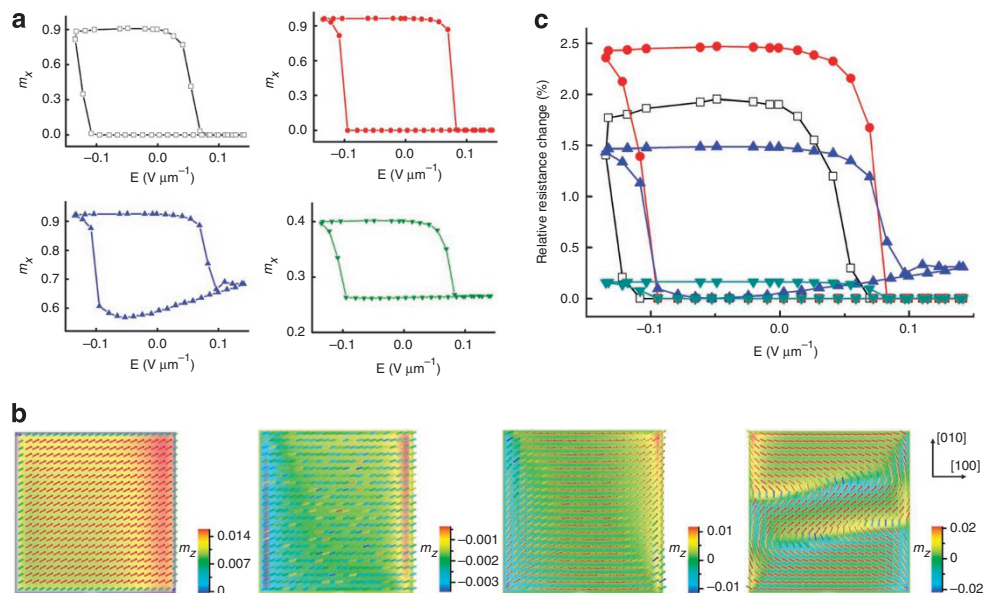 a
0.9
0.6
0.3
0.0
m_x
−0.1
0.0
0.1
E (V μm⁻¹)
0.9
0.6
0.3
0.0
m_x
−0.1
0.0
0.1
E (V μm⁻¹)
0.9
0.8
0.7
0.6
m_x
−0.1
0.0
0.1
E (V μm⁻¹)
0.4
0.3
0.2
m_x
−0.1
0.0
0.1
E (V μm⁻¹)
c
2.5
2.0
1.5
1.0
0.5
0.0
Relative resistance change (%)
−0.1
0.0
0.1
E (V μm⁻¹)
b
m_z
0.014
0.007
0
m_z
−0.001
−0.002
−0.003
m_z
0.01
0
−0.01
[010]
[100]
m_z
0.02
0
−0.02